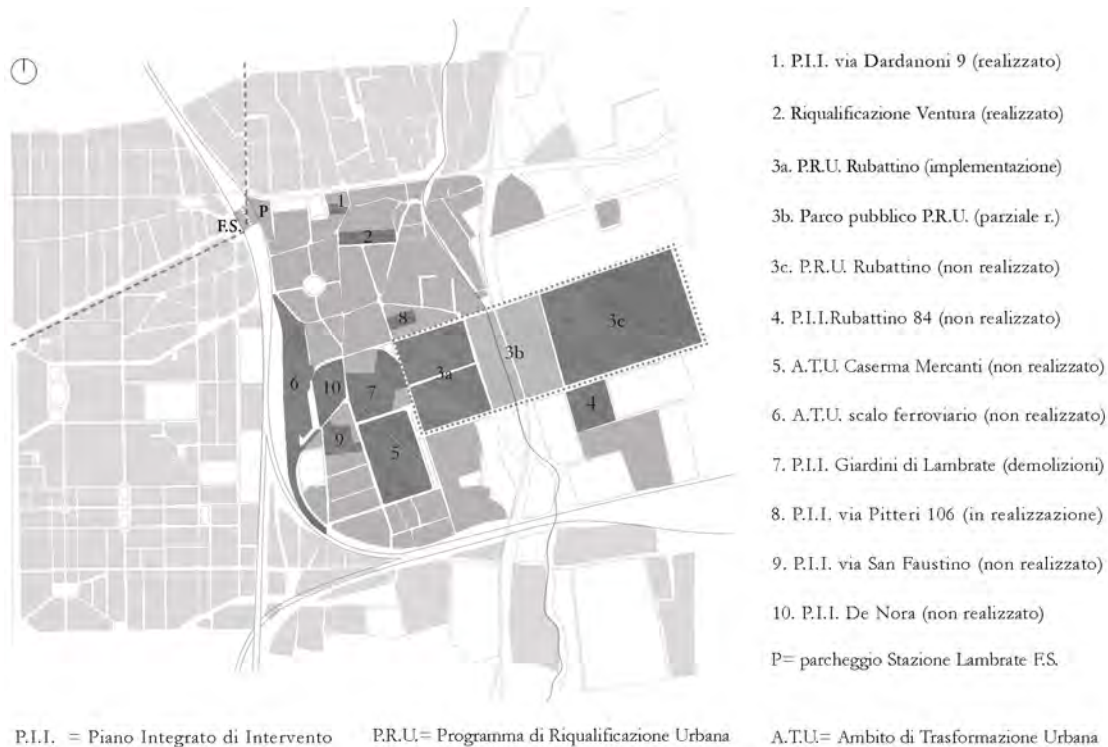 1
P
F.S.
2
8
3c
3b
3a
6
10
7
4
9
5
1. P.I.I. via Dardanoni 9 (realizzato)
2. Riqualificazione Ventura (realizzato)
3a. P.R.U. Rubattino (implementazione)
3b. Parco pubblico P.R.U. (parziale r.)
3c. P.R.U. Rubattino (non realizzato)
4. P.I.I.Rubattino 84 (non realizzato)
5. A.T.U. Caserma Mercanti (non realizzato)
6. A.T.U. scalo ferroviario (non realizzato)
7. P.I.I. Giardini di Lambrate (demolizioni)
8. P.I.I. via Pitteri 106 (in realizzazione)
9. P.I.I. via San Faustino (non realizzato)
10. P.I.I. De Nora (non realizzato)
P= parcheggio Stazione Lambrate F.S.
P.I.I. = Piano Integrato di Intervento
P.R.U.= Programma di Riqualificazione Urbana
A.T.U.= Ambito di Trasformazione Urbana